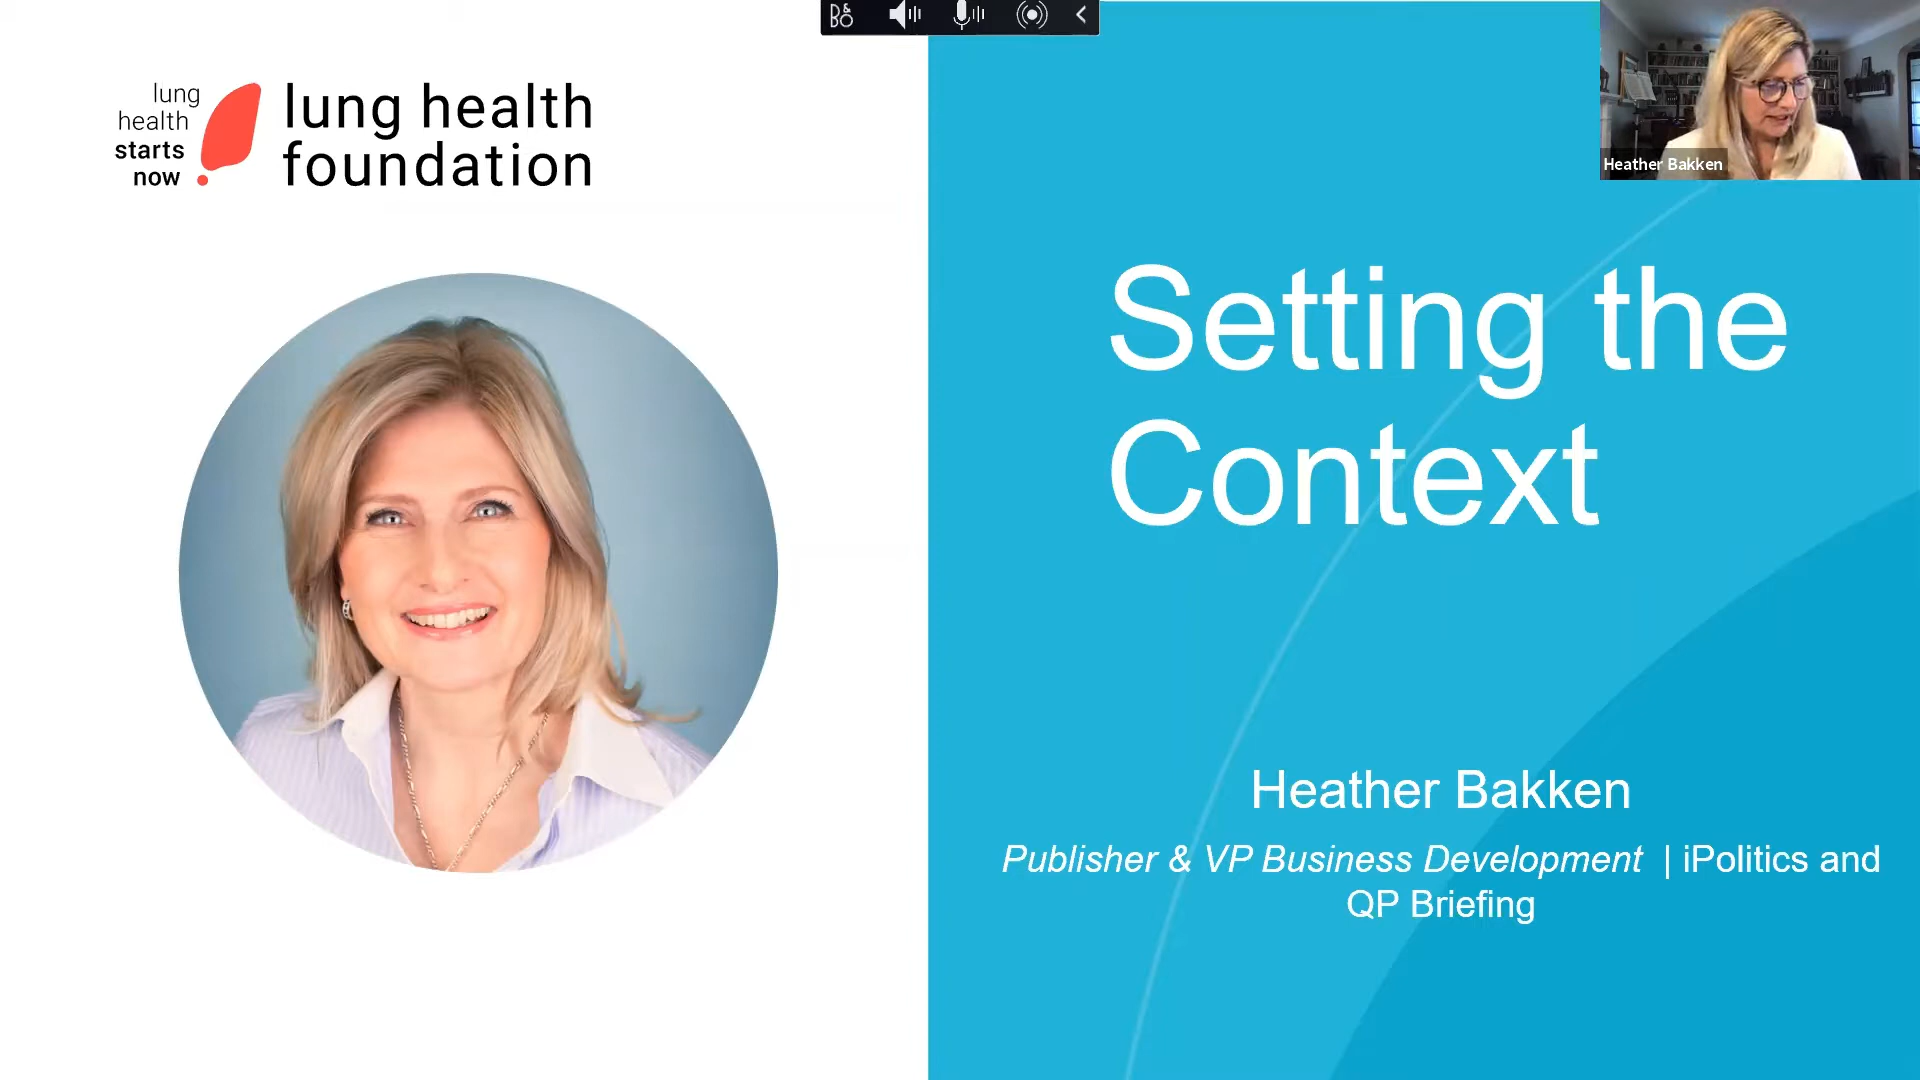 B&O
lung
health
starts
now
lung health
foundation
Heather Bakken
Setting the
Context
Heather Bakken
Publisher & VP Business Development | iPolitics and
QP Briefing